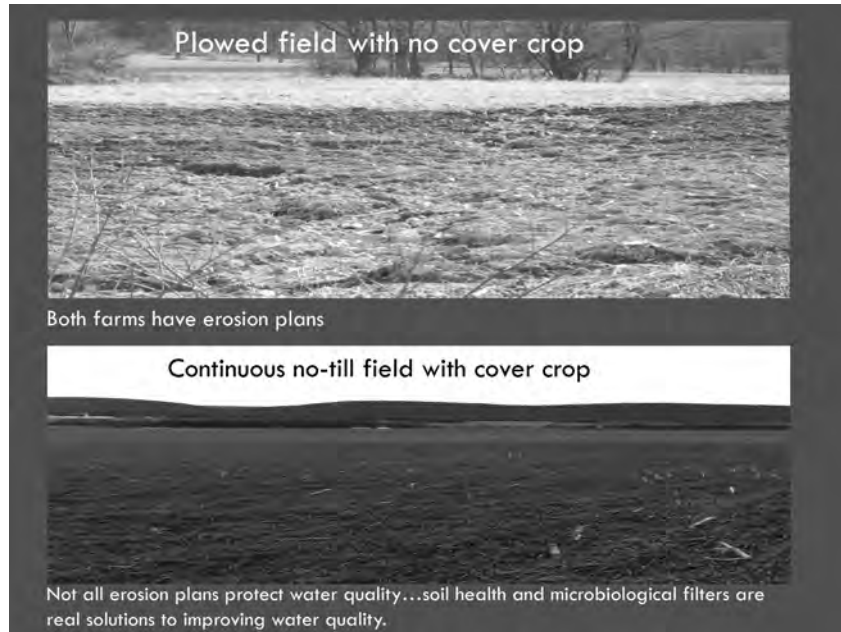 Plowed field with no cover crop
Both farms have erosion plans
Continuous no-till field with cover crop
Not all erosion plans protect water quality...soil health and microbiological filters are
real solutions to improving water quality.